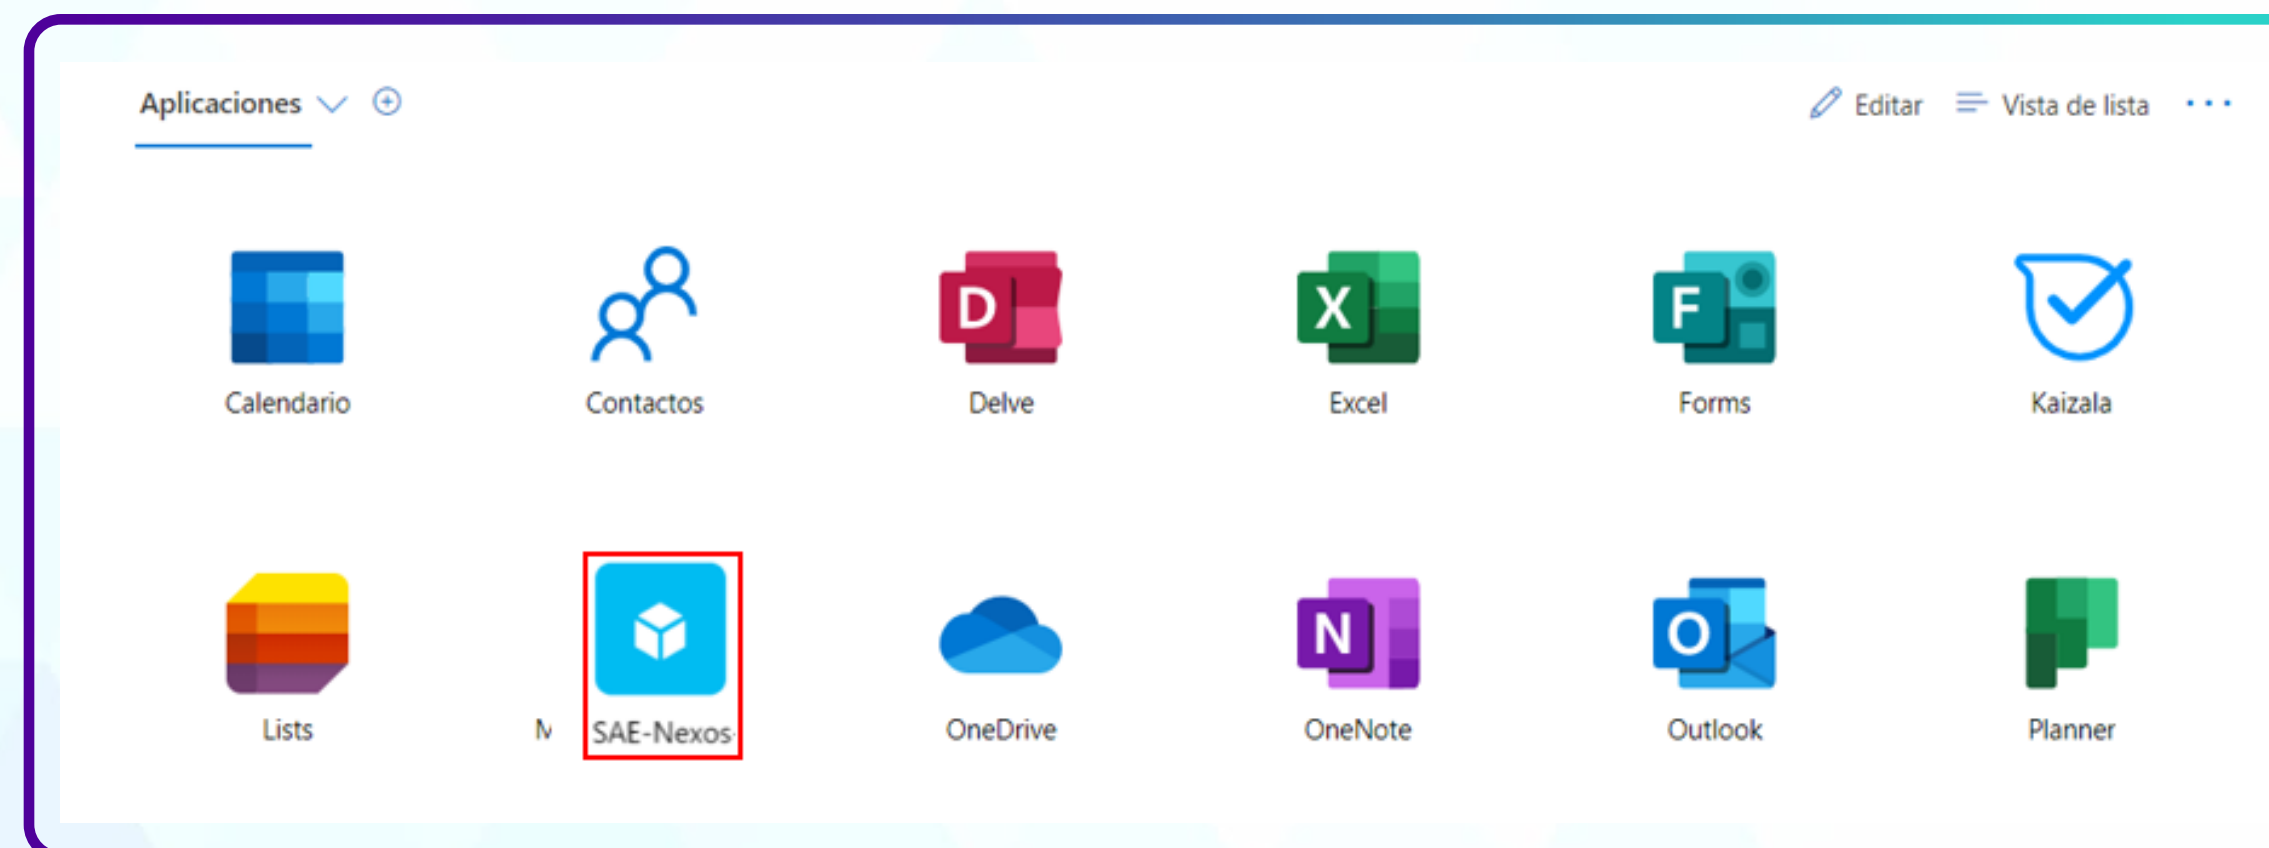 Aplicaciones
Editar
Vista de lista
D
X
F
Calendario
Contactos
Delve
Excel
Forms
Kaizala
N
O
Lists
SAE-Nexos-
OneDrive
OneNote
Outlook
Planner